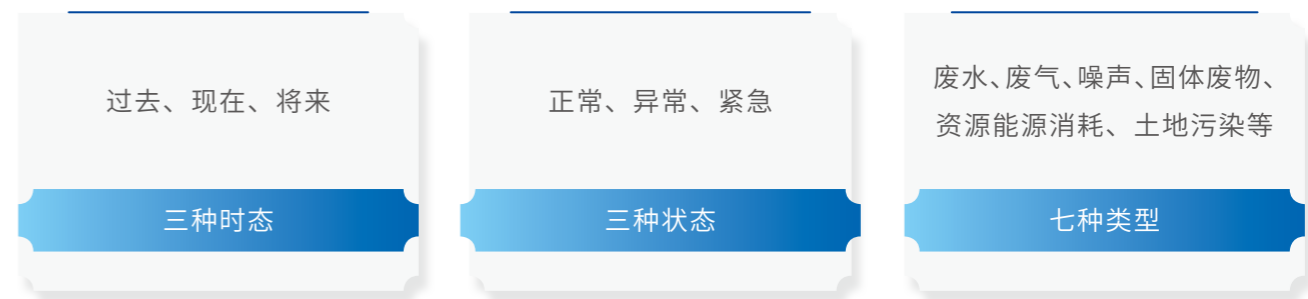 过去、现在、将来
三种时态
正常、异常、紧急
三种状态
废水、废气、噪声、固体废物、
资源能源消耗、土地污染等
七种类型